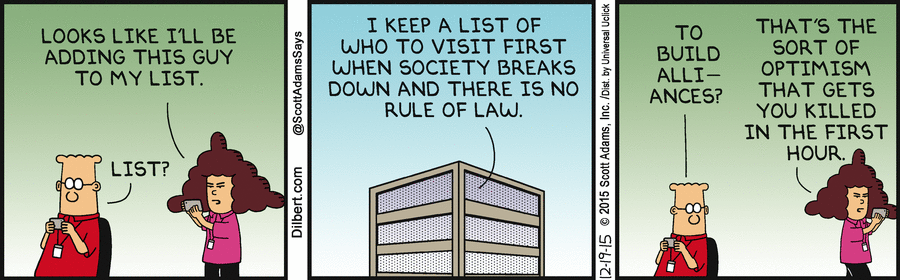 LOOKS LIKE I'LL BE
ADDING THIS GUY
TO MY LIST.
LIST?
Dilbert.com @ScottAdamsSays
I KEEP A LIST OF
WHO TO VISIT FIRST
WHEN SOCIETY BREAKS
DOWN AND THERE IS NO
RULE OF LAW.
12-19-15 © 2015 Scott Adams, Inc. /Dist. by Universal Uclick
TO
BUILD
ALLI-
ANCES?
THAT'S THE
SORT OF
OPTIMISM
THAT GETS
YOU KILLED
IN THE FIRST
HOUR.